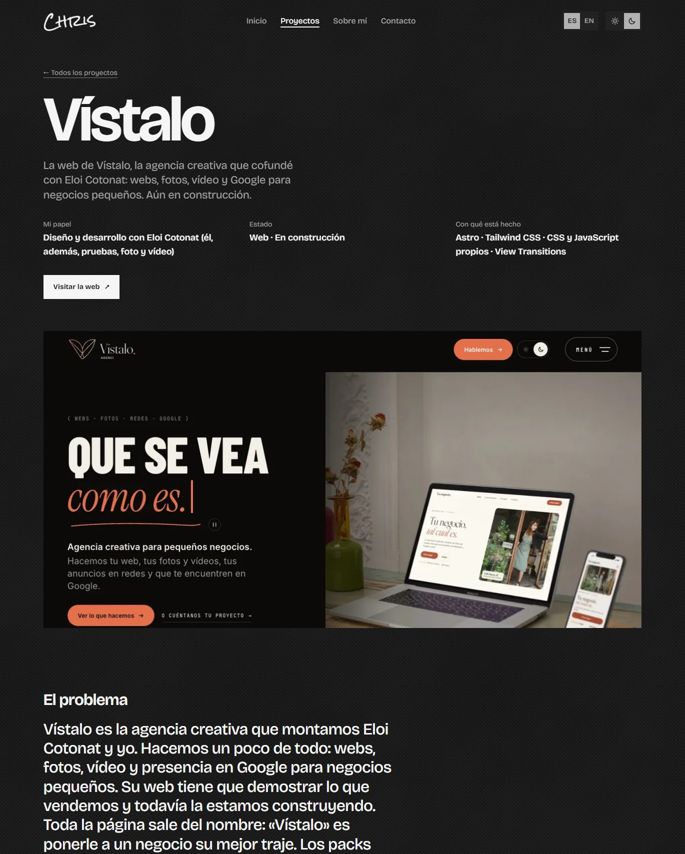 CHRIS
Inicio Proyectos Sobre mí Contacto
ES EN
← Todos los proyectos
Vístalo
La web de Vístalo, la agencia creativa que cofundé
con Eloi Cotonat: webs, fotos, vídeo y Google para
negocios pequeños. Aún en construcción.
Mi papel
Diseño y desarrollo con Eloi Cotonat (él,
además, pruebas, foto y vídeo)
Estado
Web · En construcción
Con qué está hecho
Astro · Tailwind CSS · CSS y JavaScript
propios · View Transitions
Visitar la web ↗
Vístalo.
AGENCY
Hablemos →
MENÚ
( WEBS · FOTOS · REDES · GOOGLE )
QUE SE VEA
como es.
Agencia creativa para pequeños negocios.
Hacemos tu web, tus fotos y vídeos, tus
anuncios en redes y que te encuentren en
Google.
Ver lo que hacemos →
O CUÉNTANOS TU PROYECTO →
Tu negocio,
tal cual es.
El problema
Vístalo es la agencia creativa que montamos Eloi
Cotonat y yo. Hacemos un poco de todo: webs,
fotos, vídeo y presencia en Google para negocios
pequeños. Su web tiene que demostrar lo que
vendemos y todavía la estamos construyendo.
Toda la página sale del nombre: «Vístalo» es
ponerle a un negocio su mejor traje. Los packs